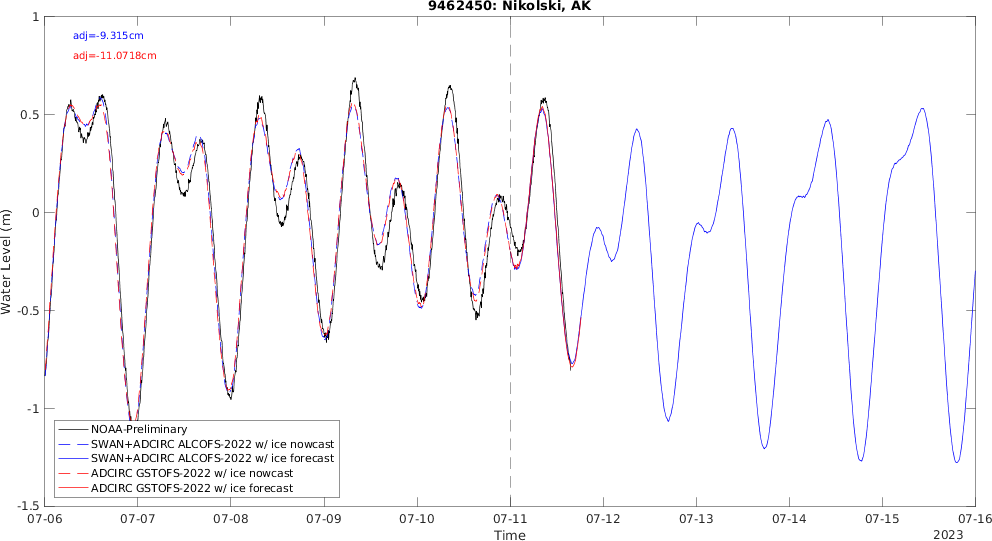 9462450: Nikolski, AK
adj=-9.315cm
adj=-11.0718cm
Water Level (m)
1
0.5
0
-0.5
-1
-1.5
NOAA-Preliminary
SWAN+ADCIRC ALCOFS-2022 w/ ice nowcast
SWAN+ADCIRC ALCOFS-2022 w/ ice forecast
ADCIRC GSTOFS-2022 w/ ice nowcast
ADCIRC GSTOFS-2022 w/ ice forecast
07-06 07-07 07-08 07-09 07-10 07-11 07-12 07-13 07-14 07-15 07-16
Time
2023